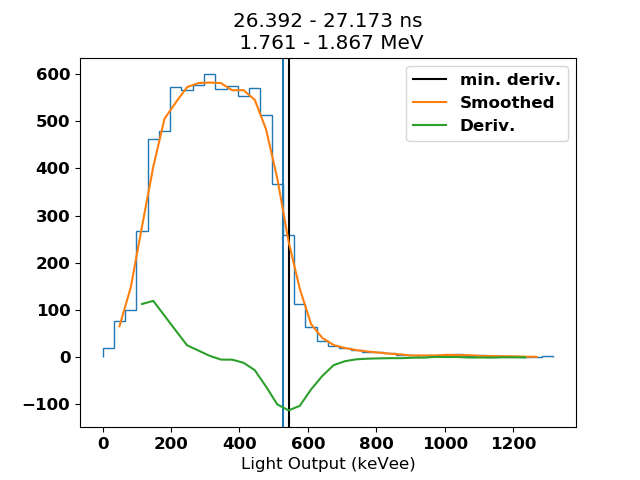 26.392 - 27.173 ns
1.761 - 1.867 MeV
min. deriv.
Smoothed
Deriv.
600
500
400
300
200
100
0
−100
0 200 400 600 800 1000 1200
Light Output (keVee)